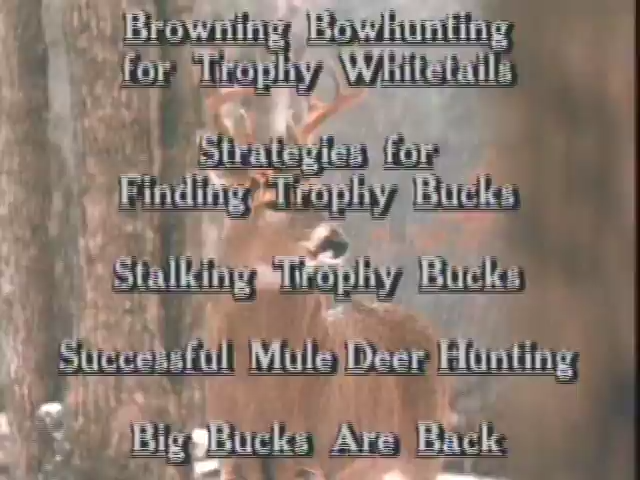 Browning Bowhunting
for Trophy Whitetails
Strategies for
Finding Trophy Bucks
Stalking Trophy Bucks
Successful Mule Deer Hunting
Big Bucks Are Back